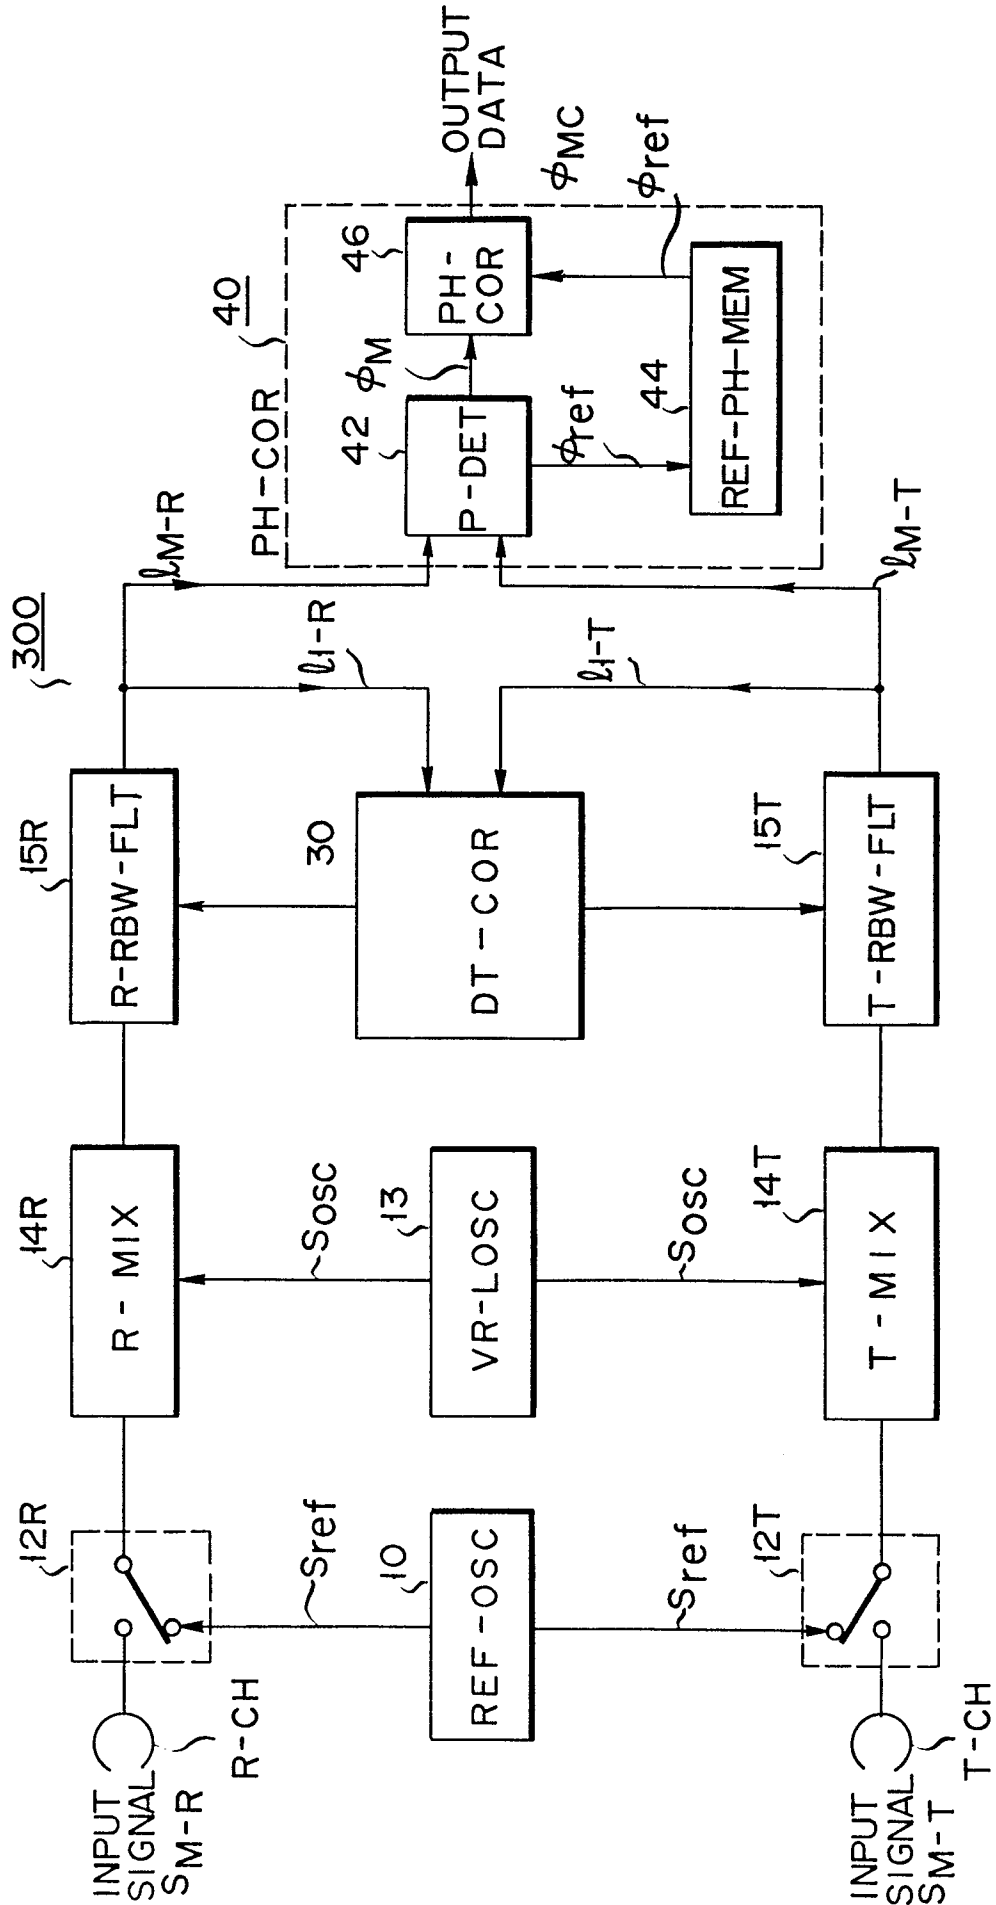 300
INPUT
SIGNAL
SM-R
R-CH
12R
14R
R - MIX
15R
R-RBW-FLT
ℓM-R
ℓ1-R
Sref
10
REF-OSC
Sref
SOSC
13
VR-LOSC
SOSC
30
DT-COR
PH-COR
40
42
P-DET
ϕM
46
PH-
COR
OUTPUT
DATA
ϕMC
ϕref
ϕref
44
REF-PH-MEM
ℓ1-T
ℓM-T
INPUT
SIGNAL
SM-T
T-CH
12T
14T
T - MIX
15T
T-RBW-FLT